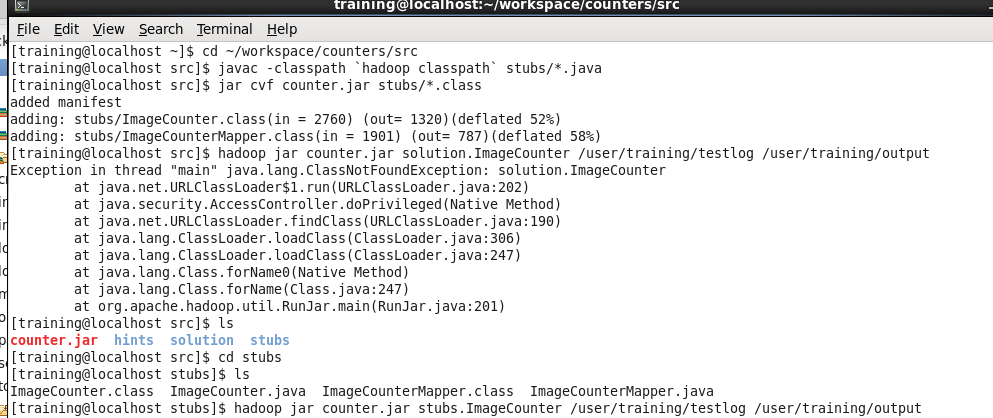 training@localhost:~/workspace/counters/src
File Edit View Search Terminal Help
[training@localhost ~]$ cd ~/workspace/counters/src
[training@localhost src]$ javac -classpath `hadoop classpath` stubs/*.java
[training@localhost src]$ jar cvf counter.jar stubs/*.class
added manifest
adding: stubs/ImageCounter.class(in = 2760) (out= 1320)(deflated 52%)
adding: stubs/ImageCounterMapper.class(in = 1901) (out= 787)(deflated 58%)
[training@localhost src]$ hadoop jar counter.jar solution.ImageCounter /user/training/testlog /user/training/output
Exception in thread "main" java.lang.ClassNotFoundException: solution.ImageCounter
at java.net.URLClassLoader$1.run(URLClassLoader.java:202)
at java.security.AccessController.doPrivileged(Native Method)
at java.net.URLClassLoader.findClass(URLClassLoader.java:190)
at java.lang.ClassLoader.loadClass(ClassLoader.java:306)
at java.lang.ClassLoader.loadClass(ClassLoader.java:247)
at java.lang.Class.forName0(Native Method)
at java.lang.Class.forName(Class.java:247)
at org.apache.hadoop.util.RunJar.main(RunJar.java:201)
[training@localhost src]$ ls
counter.jar hints solution stubs
[training@localhost src]$ cd stubs
[training@localhost stubs]$ ls
ImageCounter.class ImageCounter.java ImageCounterMapper.class ImageCounterMapper.java
[training@localhost stubs]$ hadoop jar counter.jar stubs.ImageCounter /user/training/testlog /user/training/output